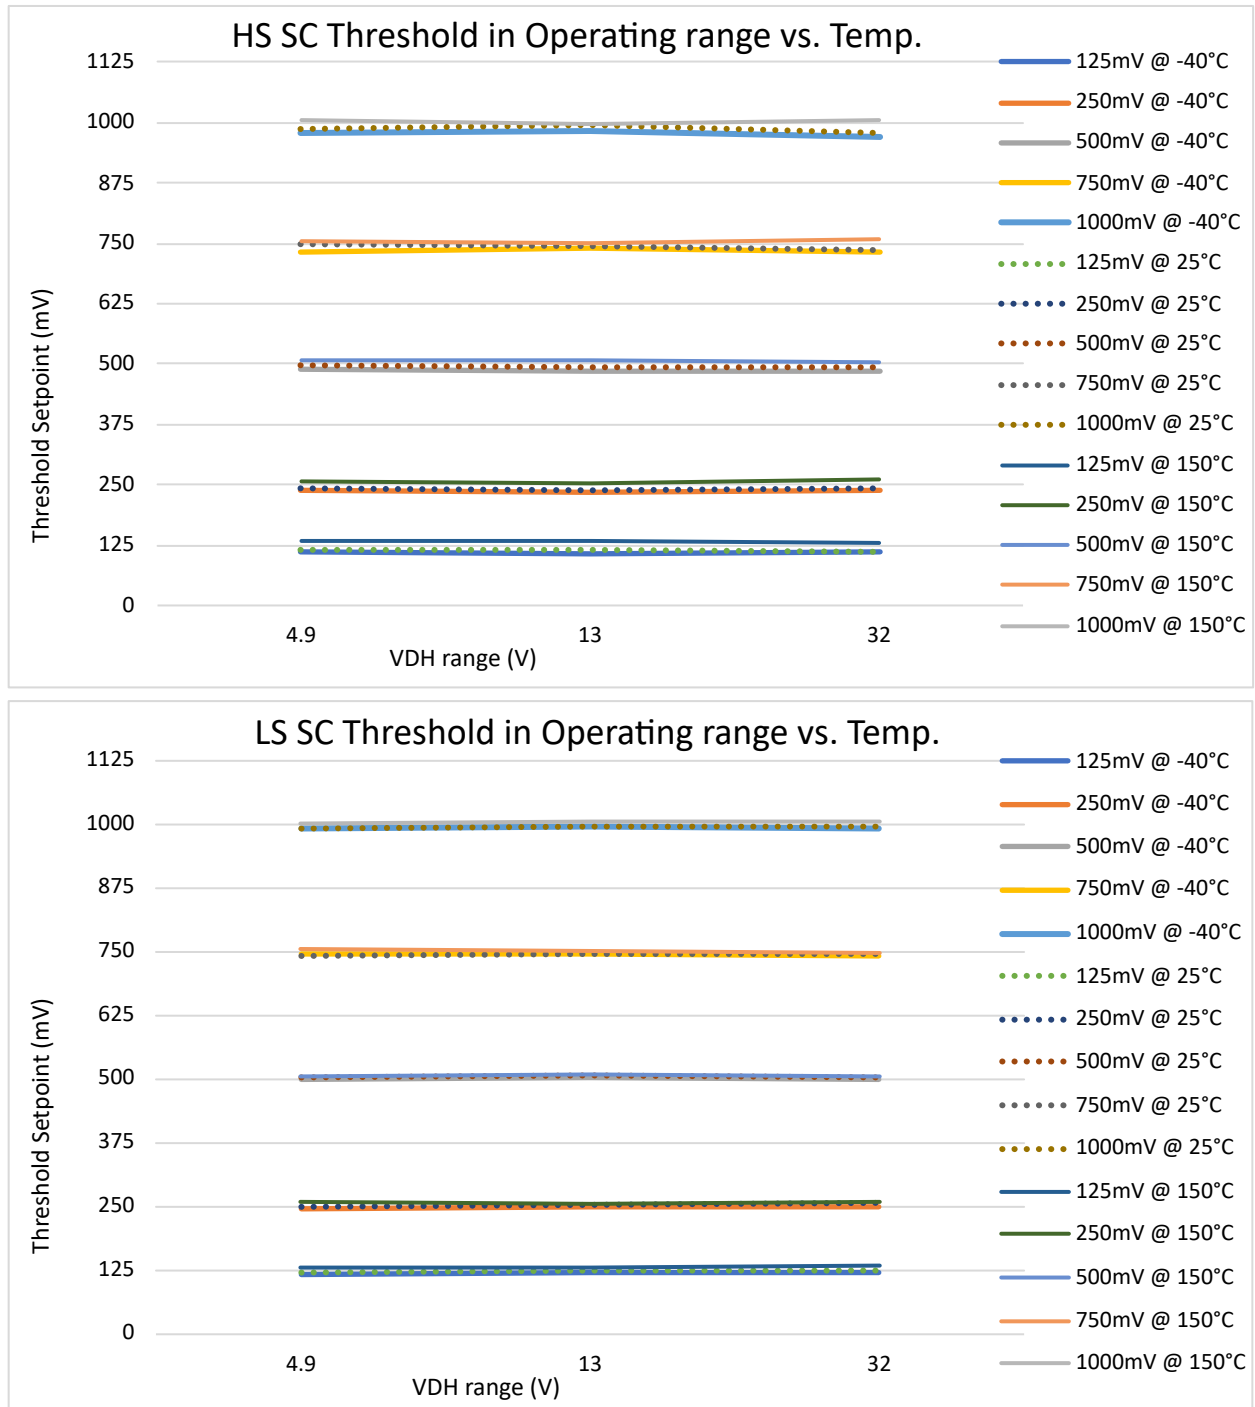 HS SC Threshold in Operating range vs. Temp.
Threshold Setpoint (mV)
1125
1000
875
750
625
500
375
250
125
0
4.9
13
32
VDH range (V)
125mV @ -40°C
250mV @ -40°C
500mV @ -40°C
750mV @ -40°C
1000mV @ -40°C
125mV @ 25°C
250mV @ 25°C
500mV @ 25°C
750mV @ 25°C
1000mV @ 25°C
125mV @ 150°C
250mV @ 150°C
500mV @ 150°C
750mV @ 150°C
1000mV @ 150°C
LS SC Threshold in Operating range vs. Temp.
Threshold Setpoint (mV)
1125
1000
875
750
625
500
375
250
125
0
4.9
13
32
VDH range (V)
125mV @ -40°C
250mV @ -40°C
500mV @ -40°C
750mV @ -40°C
1000mV @ -40°C
125mV @ 25°C
250mV @ 25°C
500mV @ 25°C
750mV @ 25°C
1000mV @ 25°C
125mV @ 150°C
250mV @ 150°C
500mV @ 150°C
750mV @ 150°C
1000mV @ 150°C